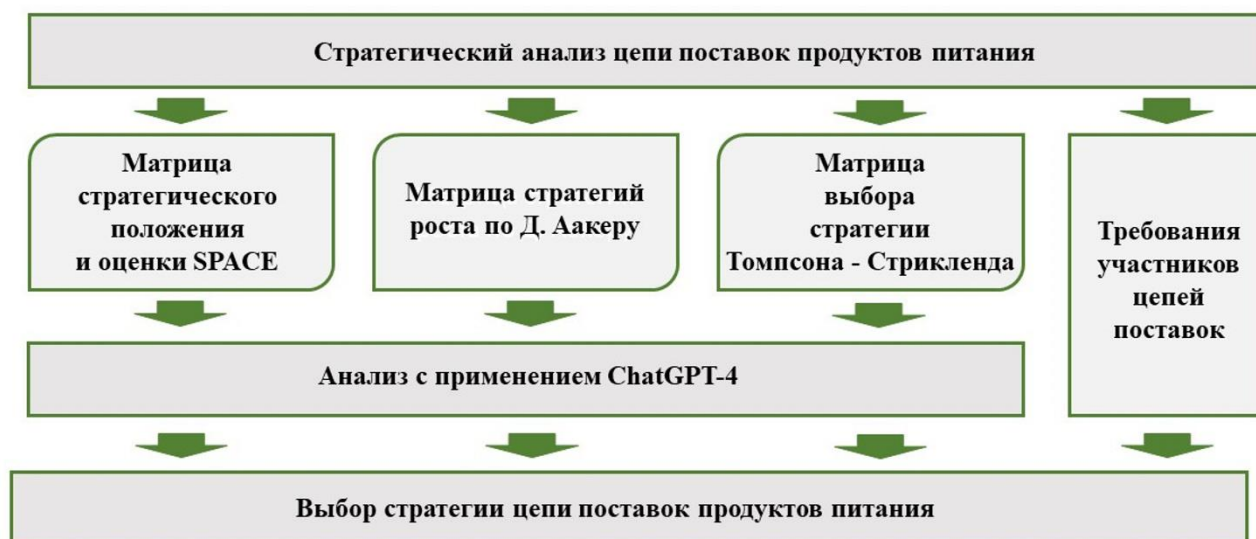 Стратегический анализ цепи поставок продуктов питания
Матрица
стратегического
положения
и оценки SPACE
Матрица стратегий
роста по Д. Аакеру
Матрица
выбора
стратегии
Томпсона - Стрикленда
Требования
участников
цепей
поставок
Анализ с применением ChatGPT-4
Выбор стратегии цепи поставок продуктов питания